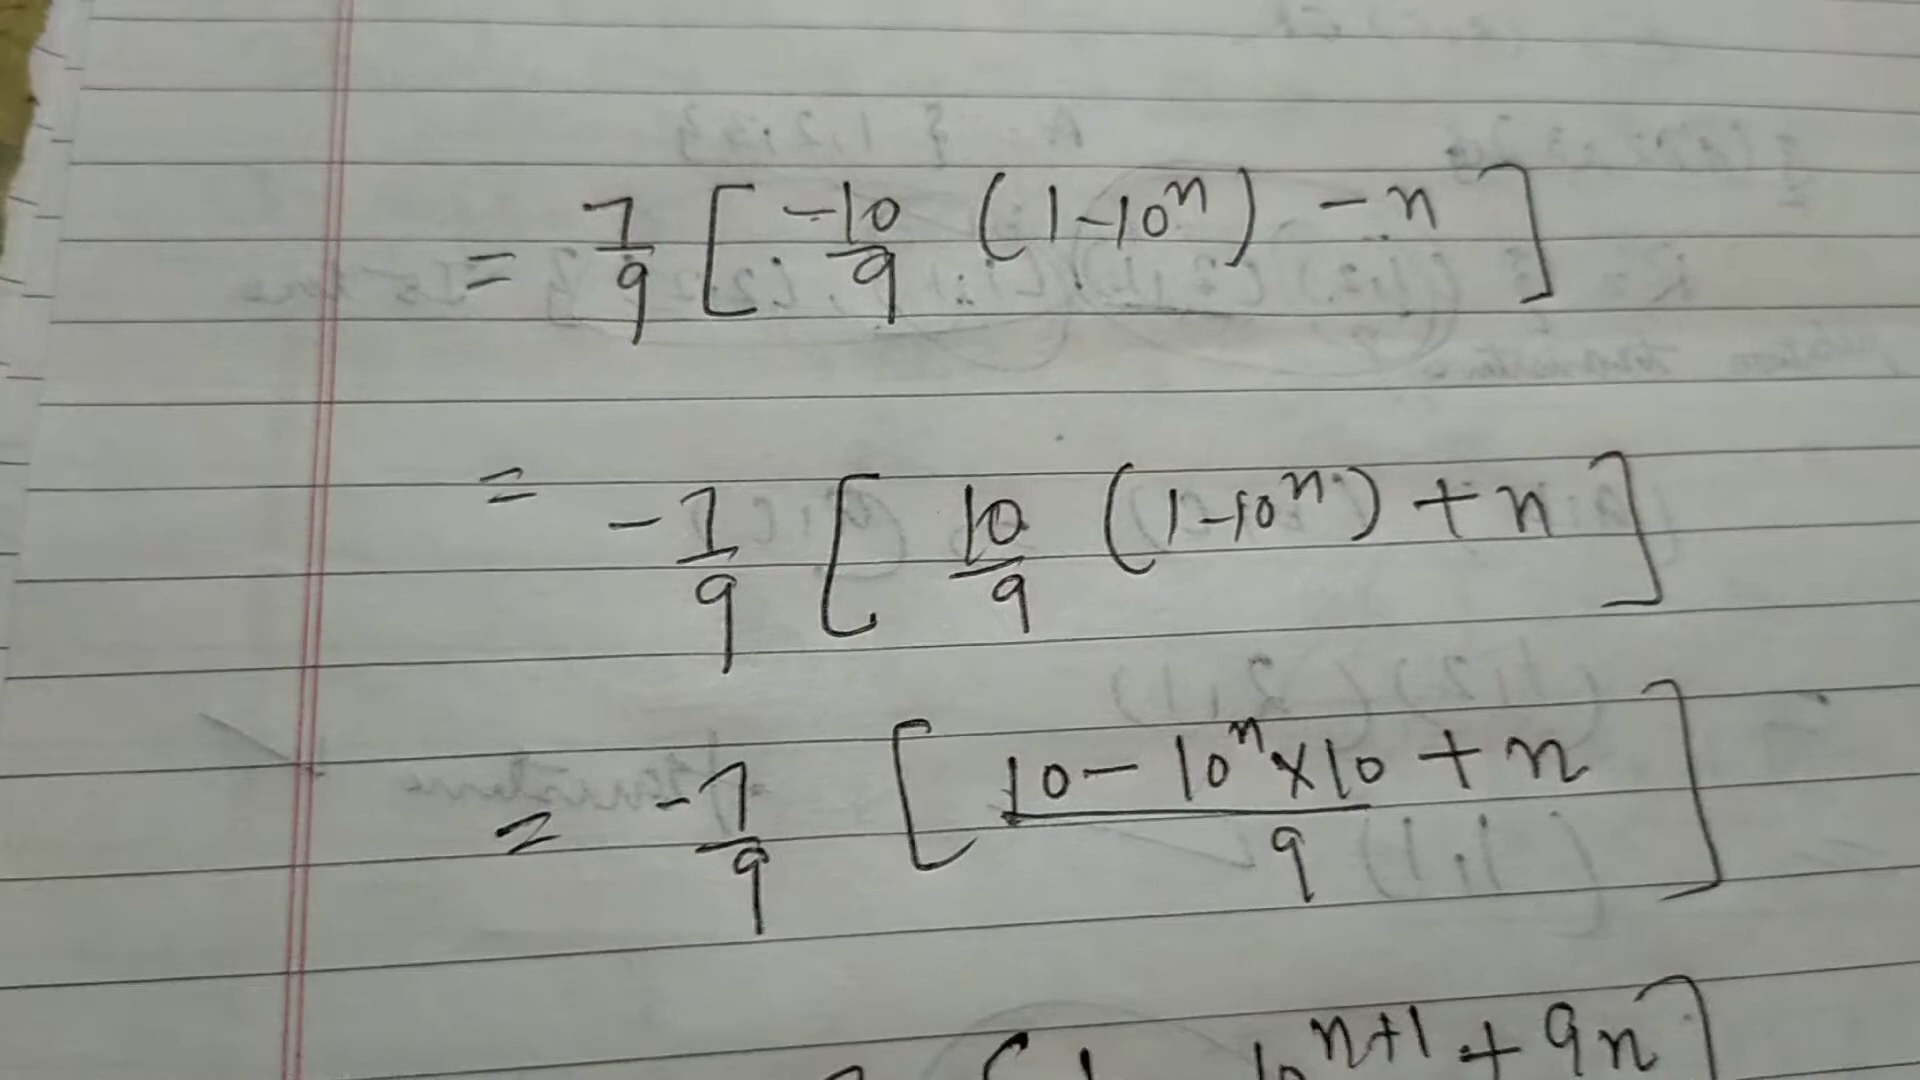 = 7/9 [ -10/9 (1-10^n) - n ]
= -7/9 [ 10/9 (1-10^n) + n ]
= -7/9 [ (10 - 10^n × 10)/9 + n ]
10^{n+1} + 9n ]